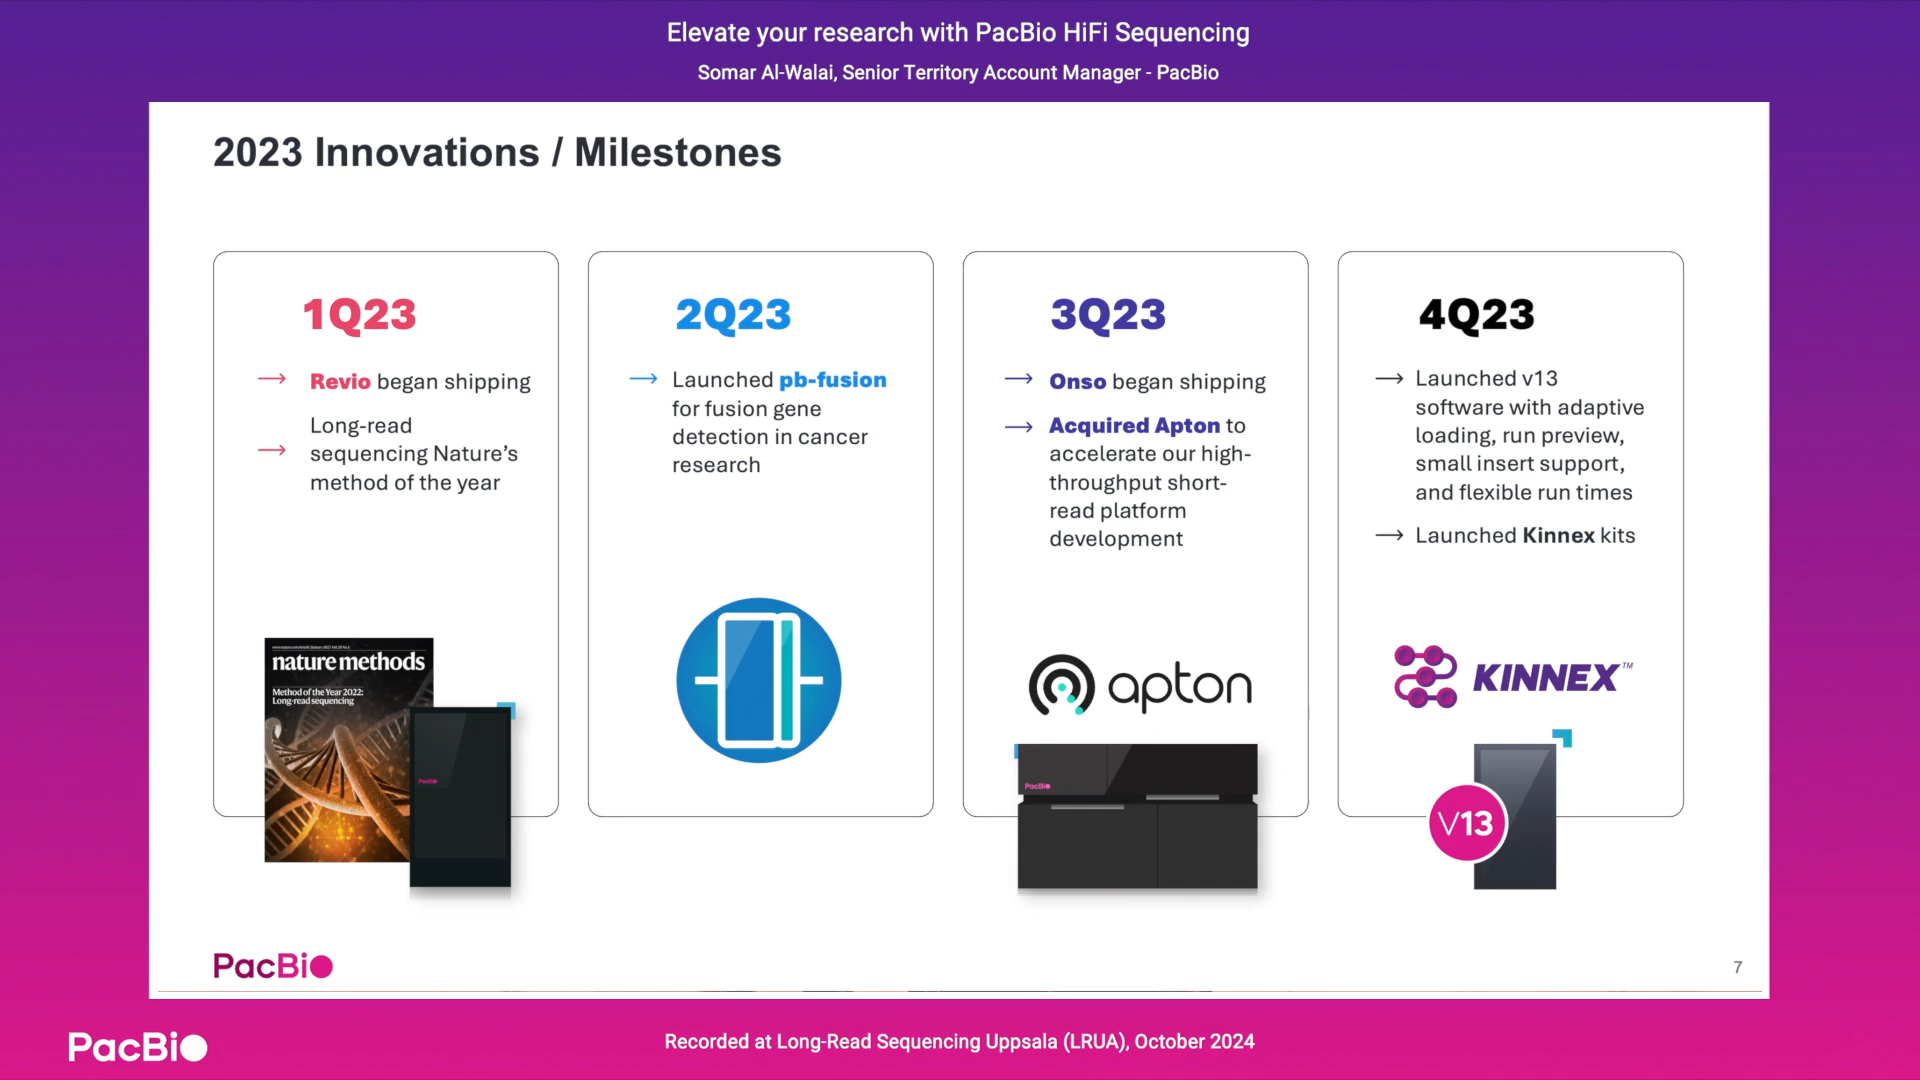 Elevate your research with PacBio HiFi Sequencing
Somar Al-Walai, Senior Territory Account Manager - PacBio
2023 Innovations / Milestones
1Q23
Revio began shipping
Long-read
sequencing Nature's
method of the year
nature methods
Method of the Year 2022:
Long-read sequencing
PacBio
2Q23
Launched pb-fusion
for fusion gene
detection in cancer
research
3Q23
Onso began shipping
Acquired Apton to
accelerate our high-
throughput short-
read platform
development
apton
PacBio
4Q23
Launched v13
software with adaptive
loading, run preview,
small insert support,
and flexible run times
Launched Kinnex kits
KINNEX™
V13
PacBio
7
PacBio
Recorded at Long-Read Sequencing Uppsala (LRUA), October 2024